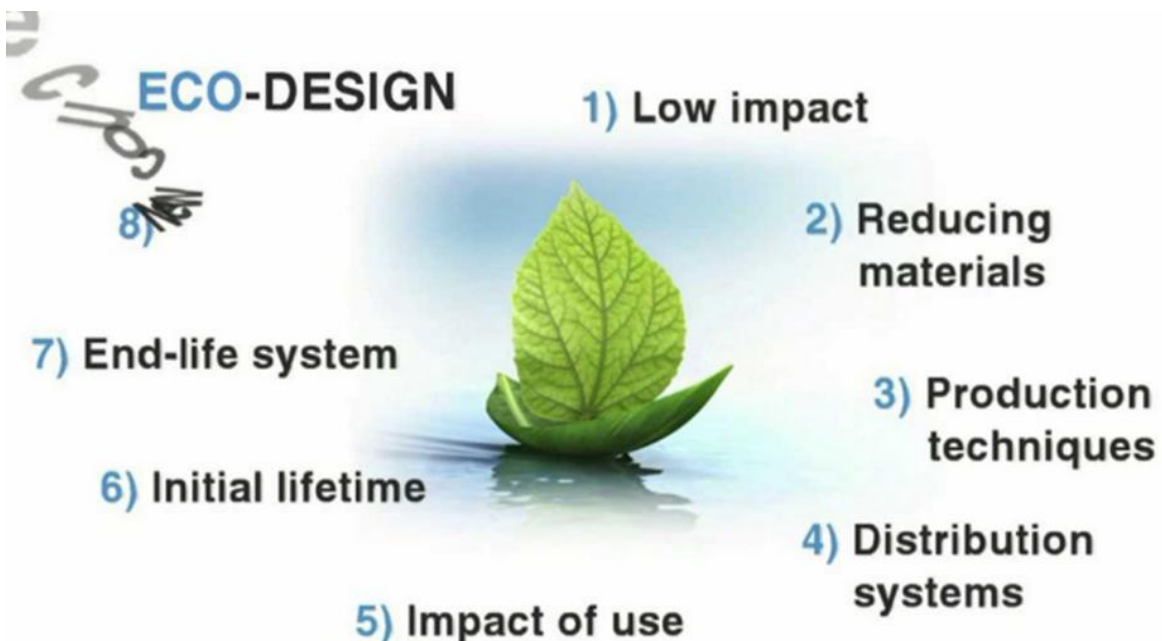 ECO-DESIGN
1) Low impact
2) Reducing
materials
3) Production
techniques
4) Distribution
systems
5) Impact of use
6) Initial lifetime
7) End-life system
8)